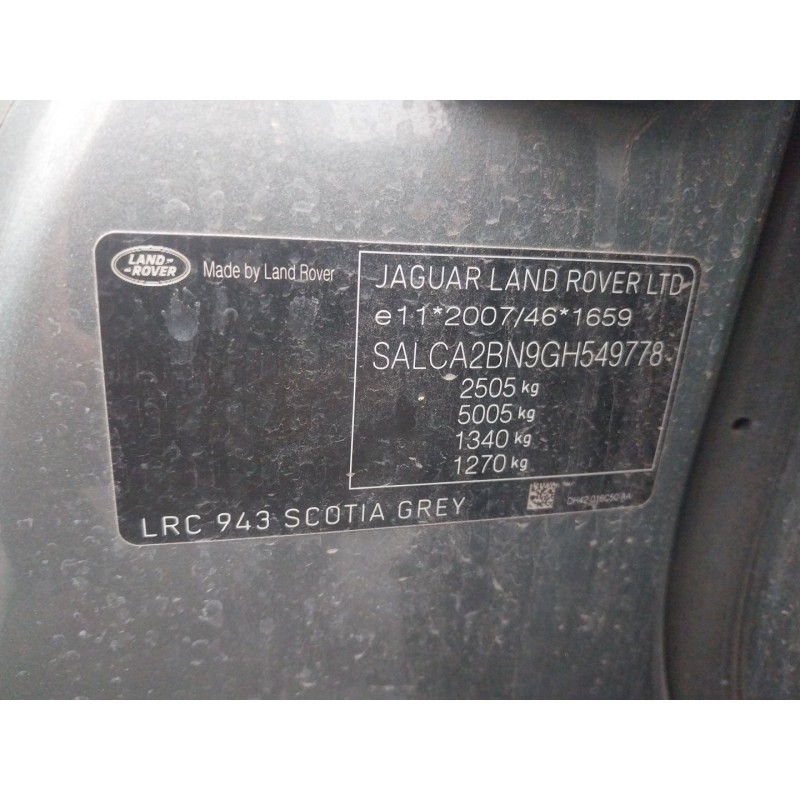 LAND
ROVER
Made by Land Rover
JAGUAR LAND ROVER LTD
e11*2007/46*1659
SALCA2BN9GH549778
2505 kg
5005 kg
1340 kg
1270 kg
LRC 943 SCOTIA GREY